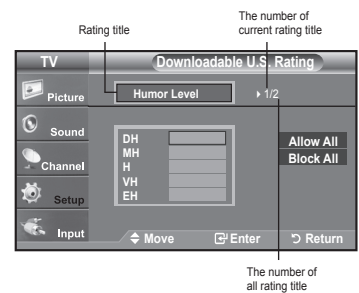 The number of
current rating title
Rating title
TV
Downloadable U.S. Rating
Picture
Humor Level
1/2
Sound
DH
MH
H
VH
EH
Allow All
Block All
Channel
Setup
Input
Move
Enter
Return
The number of
all rating title